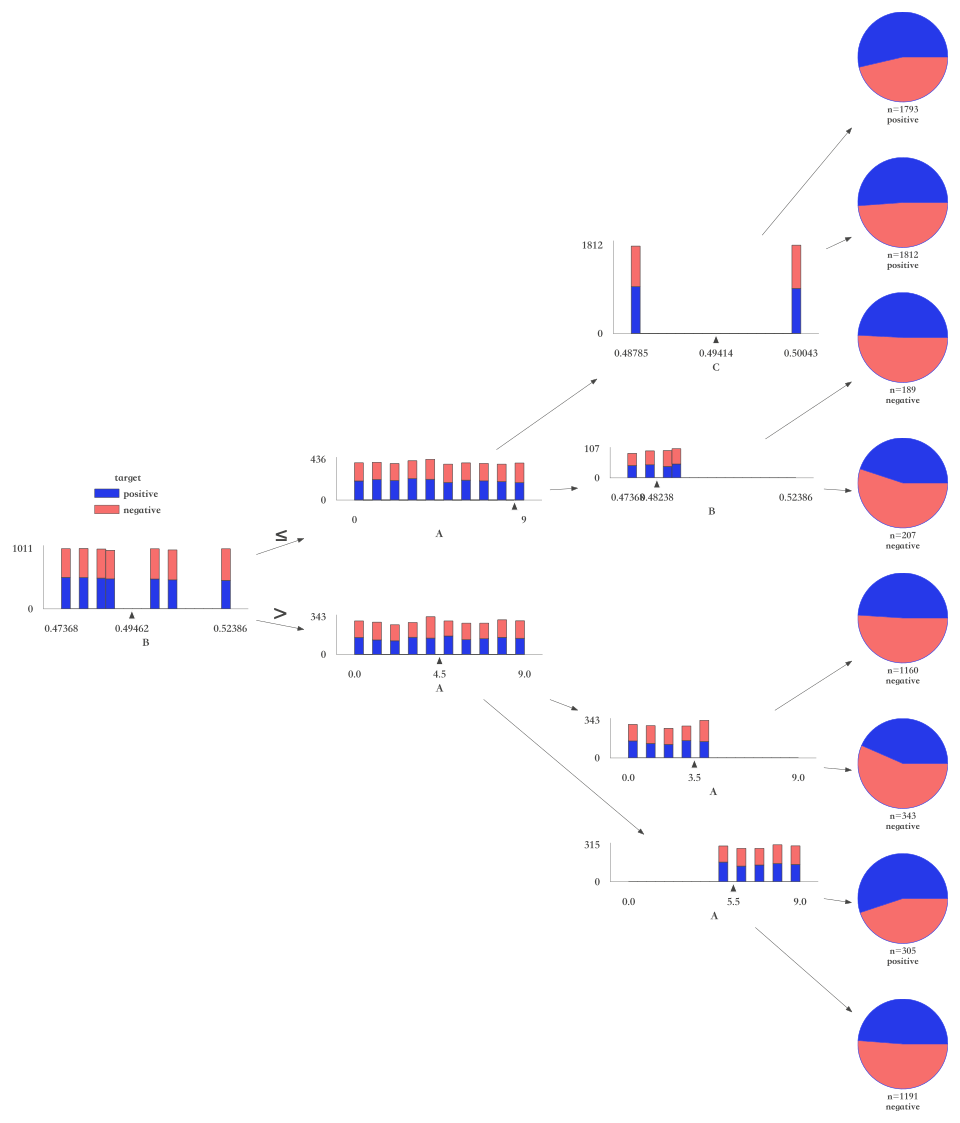 n=1793
positive
n=1812
positive
1812
0
0.48785
0.49414
0.50043
C
n=189
negative
436
0
0
9
A
107
0
0.47368
0.48238
0.52386
B
n=207
negative
target
positive
negative
≤
1011
0
0.47368
0.49462
0.52386
B
>
343
0
0.0
4.5
9.0
A
n=1160
negative
343
0
0.0
3.5
9.0
A
n=343
negative
315
0
0.0
5.5
9.0
A
n=305
positive
n=1191
negative